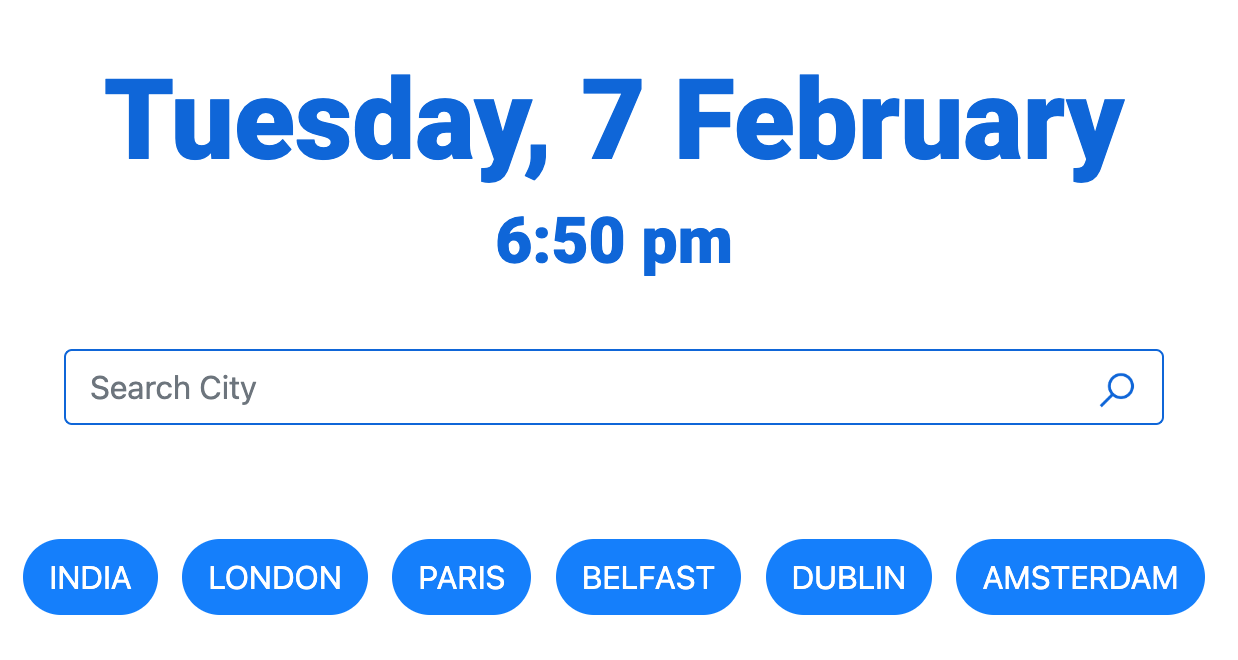 Tuesday, 7 February
6:50 pm
Search City
INDIA LONDON PARIS BELFAST DUBLIN AMSTERDAM